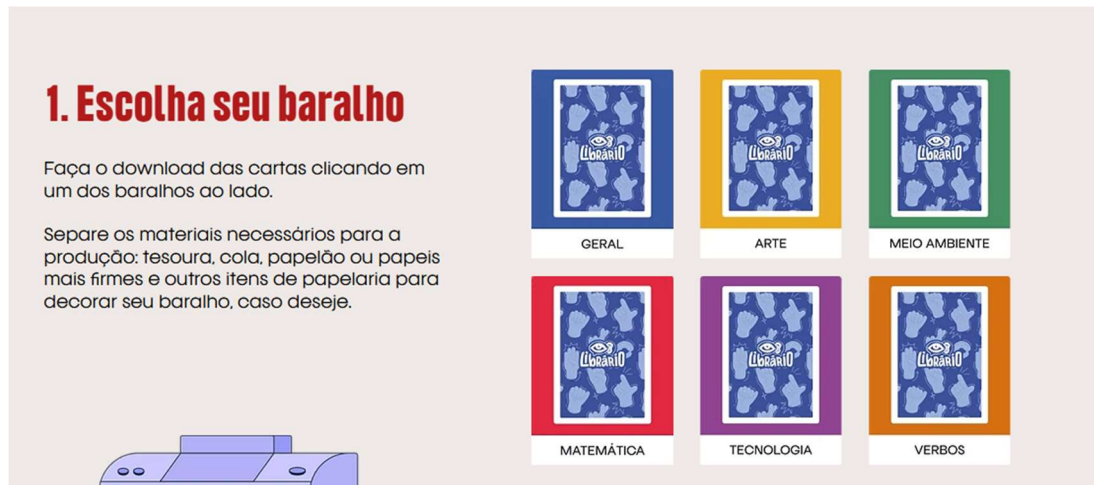 1. Escolha seu baralho
Faça o download das cartas clicando em
um dos baralhos ao lado.
Separe os materiais necessários para a
produção: tesoura, cola, papelão ou papeis
mais firmes e outros itens de papelaria para
decorar seu baralho, caso deseje.
LIBRÁRIO
GERAL
LIBRÁRIO
ARTE
LIBRÁRIO
MEIO AMBIENTE
LIBRÁRIO
MATEMÁTICA
LIBRÁRIO
TECNOLOGIA
LIBRÁRIO
VERBOS